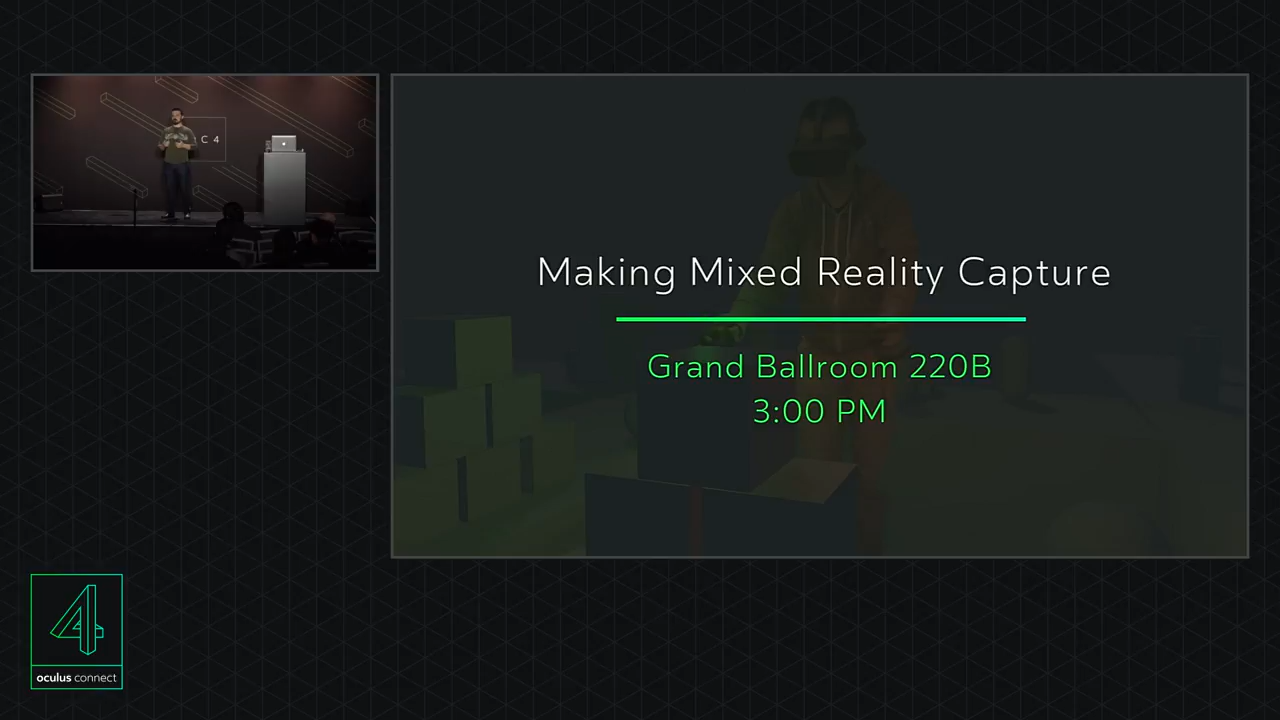 C 4
Making Mixed Reality Capture
Grand Ballroom 220B
3:00 PM
4
oculus connect